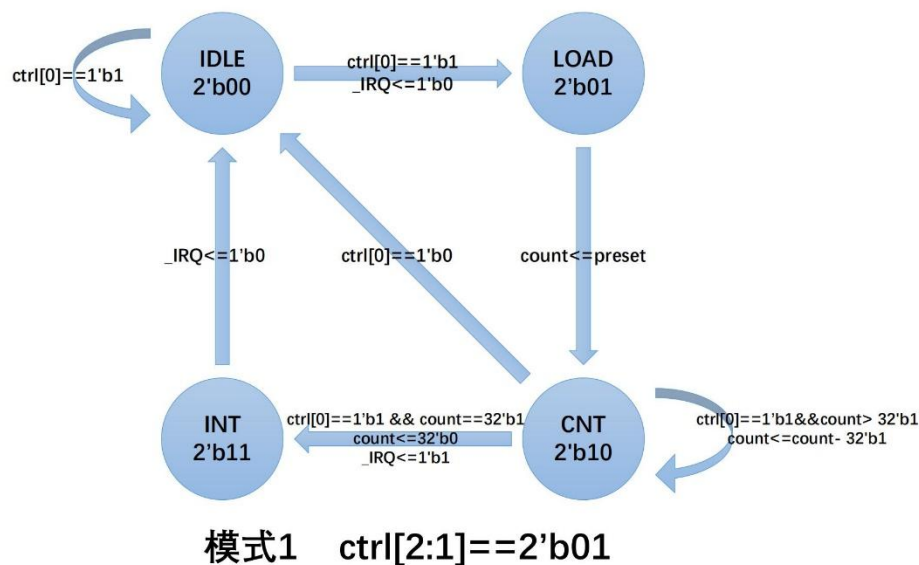 IDLE
2'b00
LOAD
2'b01
ctrl[0]==1'b1
ctrl[0]==1'b1
_IRQ<=1'b0
_IRQ<=1'b0
ctrl[0]==1'b0
count<=preset
INT
2'b11
ctrl[0]==1'b1 && count==32'b1
count<=32'b0
_IRQ<=1'b1
CNT
2'b10
ctrl[0]==1'b1&&count> 32'b1
count<=count- 32'b1
模式1 ctrl[2:1]==2'b01